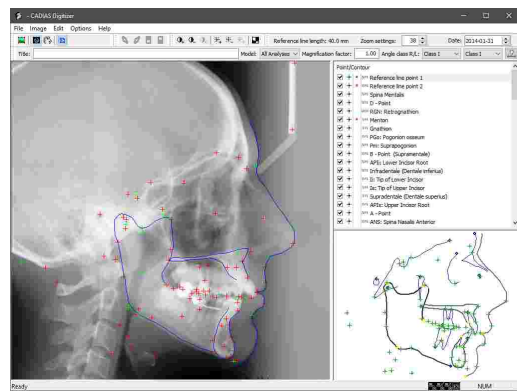 - CADIAS Digitizer
File Image Edit Options Help
Reference line length: 40.0 mm Zoom settings: 38 Date: 2014-01-31
Title: Model: All Analyses Magnification factor: 1.00 Angle class R/L: Class 1 Class 1
Point/Contour
Reference line point 1
Reference line point 2
Spina Mentalis
D - Point
RGN: Retrognathion
Menton
Gnathion
PGo: Pogonion osseum
Pm: Suprapogonion
B - Point (Supramentale)
APIi: Lower Incisor Root
Infradentale (Dentale inferius)
Ii: Tip of Lower Incisor
Is: Tip of Upper Incisor
Supradentale (Dentale superius)
APIs: Upper Incisor Root
A - Point
ANS: Spina Nasalis Anterior
Ready NUM